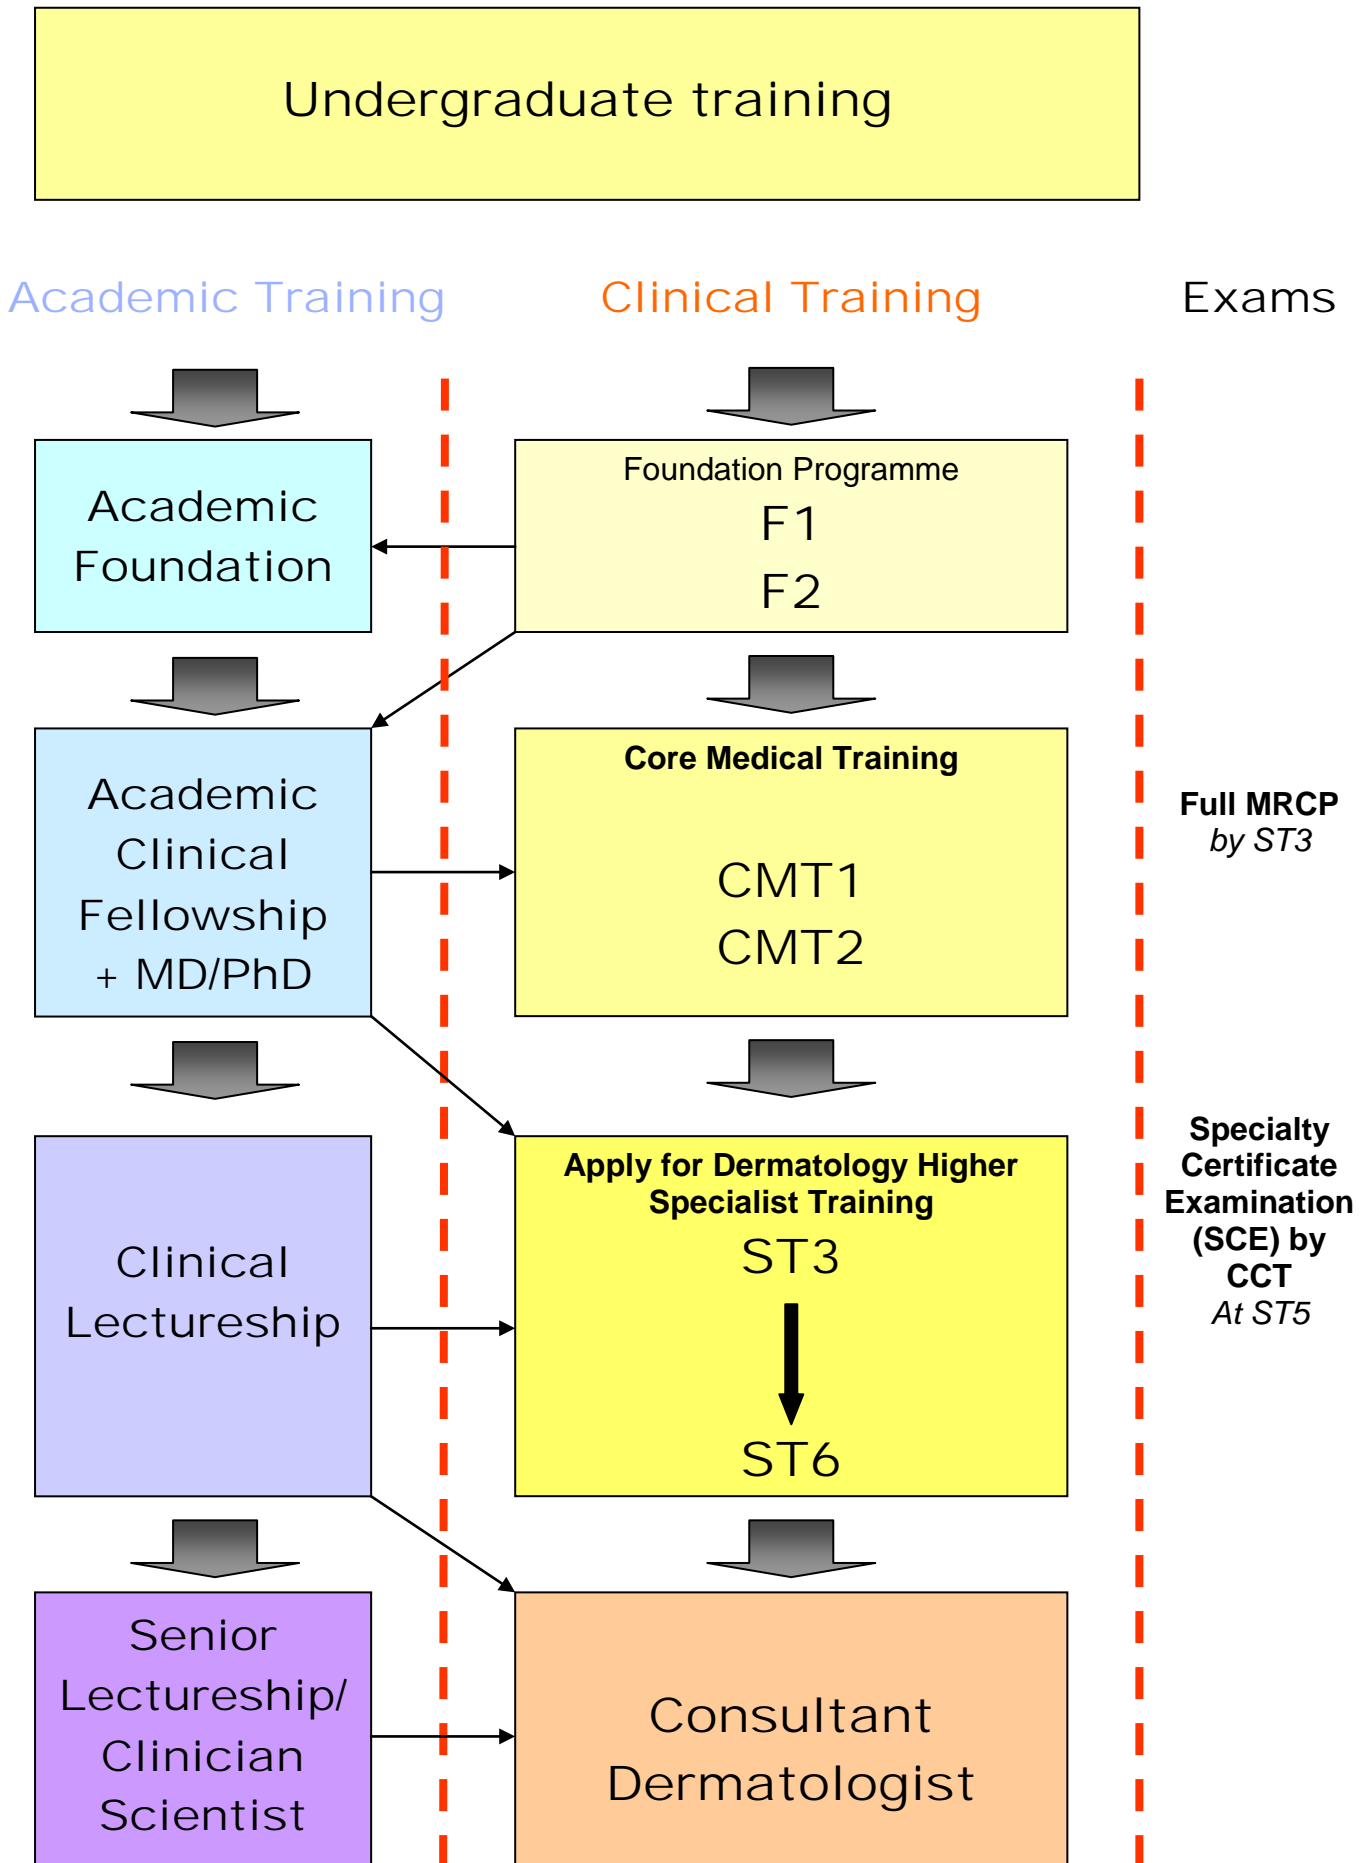 Undergraduate training
Academic Training
Clinical Training
Exams
Academic
Foundation
Foundation Programme
F1
F2
Academic
Clinical
Fellowship
+ MD/PhD
Core Medical Training
CMT1
CMT2
Full MRCP
by ST3
Clinical
Lectureship
Apply for Dermatology Higher
Specialist Training
ST3
ST6
Specialty
Certificate
Examination
(SCE) by
CCT
At ST5
Senior
Lectureship/
Clinician
Scientist
Consultant
Dermatologist